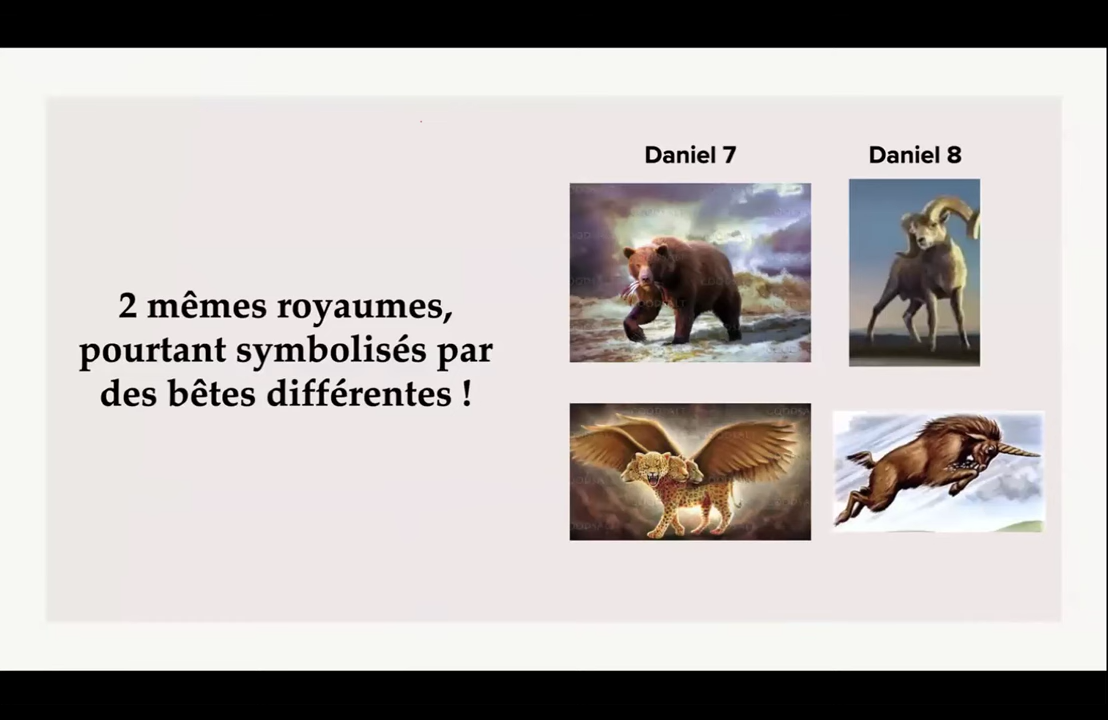 Daniel 7
Daniel 8
2 mêmes royaumes,
pourtant symbolisés par
des bêtes différentes !